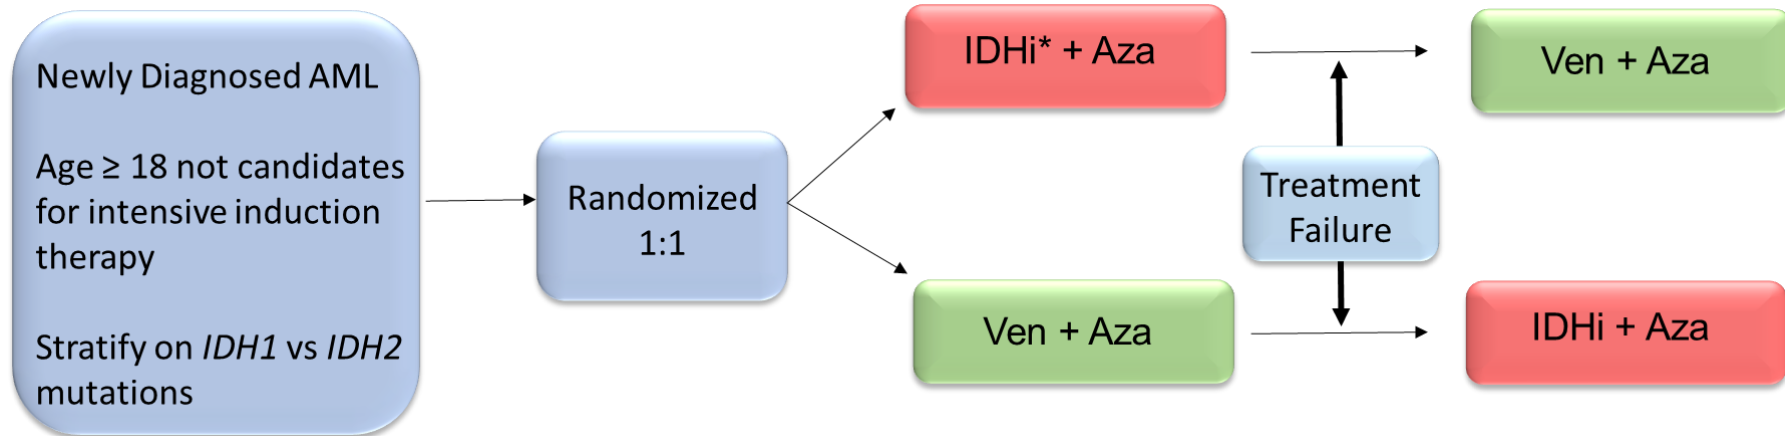 Newly Diagnosed AML
Age ≥ 18 not candidates
for intensive induction
therapy
Stratify on IDH1 vs IDH2
mutations
Randomized
1:1
IDHi* + Aza
Ven + Aza
Treatment
Failure
Ven + Aza
IDHi + Aza